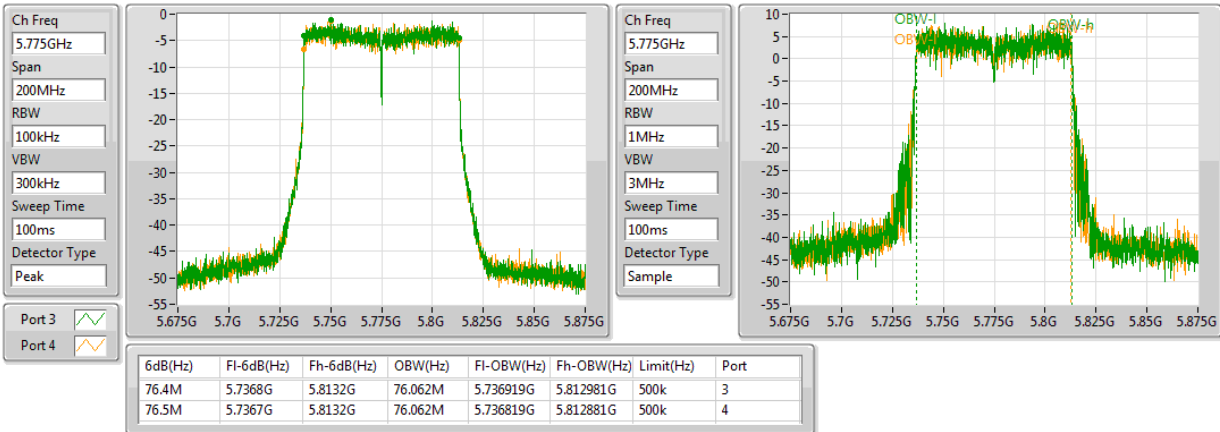 Ch Freq
5.775GHz
Span
200MHz
RBW
100kHz
VBW
300kHz
Sweep Time
100ms
Detector Type
Peak
Port 3
Port 4
0
-5
-10
-15
-20
-25
-30
-35
-40
-45
-50
-55
5.675G 5.7G 5.725G 5.75G 5.775G 5.8G 5.825G 5.85G 5.875G
Ch Freq
5.775GHz
Span
200MHz
RBW
1MHz
VBW
3MHz
Sweep Time
100ms
Detector Type
Sample
10
5
0
-5
-10
-15
-20
-25
-30
-35
-40
-45
-50
-55
OBW-l
OBW-h
5.675G 5.7G 5.725G 5.75G 5.775G 5.8G 5.825G 5.85G 5.875G
6dB(Hz) Fl-6dB(Hz) Fh-6dB(Hz) OBW(Hz) Fl-OBW(Hz) Fh-OBW(Hz) Limit(Hz) Port
76.4M 5.7368G 5.8132G 76.062M 5.736919G 5.812981G 500k 3
76.5M 5.7367G 5.8132G 76.062M 5.736819G 5.812881G 500k 4